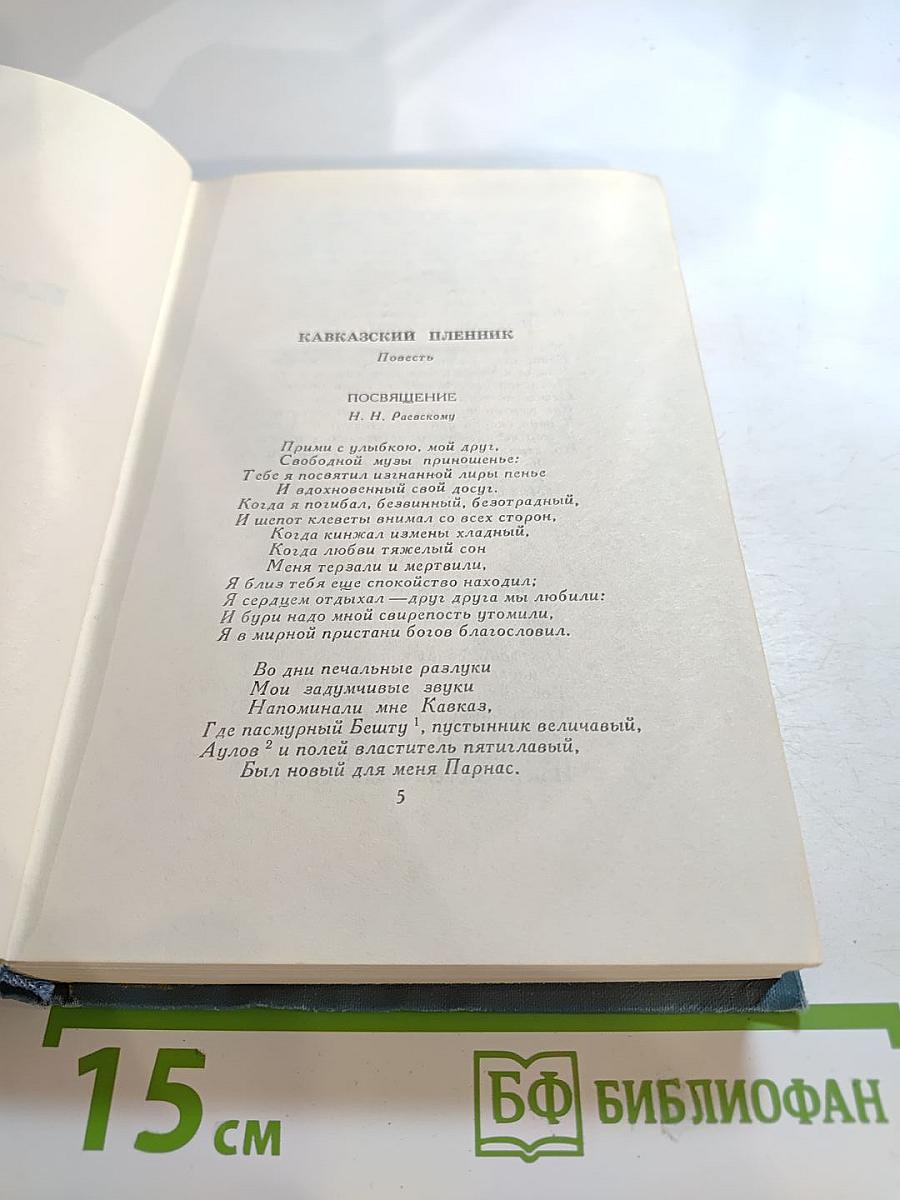 КАВКАЗСКИЙ ПЛЕННИК
Повесть
ПОСВЯЩЕНИЕ
Н. Н. Раевскому
Прими с улыбкою, мой друг,
Свободной музы приношенье:
Тебе я посвятил изгнанной лиры пенье
И вдохновенный свой досуг.
Когда я погибал, безвинный, безотрадный,
И шепот клеветы внимал со всех сторон,
Когда кинжал измены хладный,
Когда любви тяжелый сон
Меня терзали и мертвили,
Я близ тебя еще спокойство находил;
Я сердцем отдыхал — друг друга мы любили:
И бури надо мной свирепость утомили,
Я в мирной пристани богов благословил.
Во дни печальные разлуки
Мои задумчивые звуки
Напоминали мне Кавказ,
Где пасмурный Бешту ¹, пустынник величавый,
Аулов ² и полей властитель пятиглавый,
Был новый для меня Парнас.
5
15 см
БФ БИБЛИОФАН